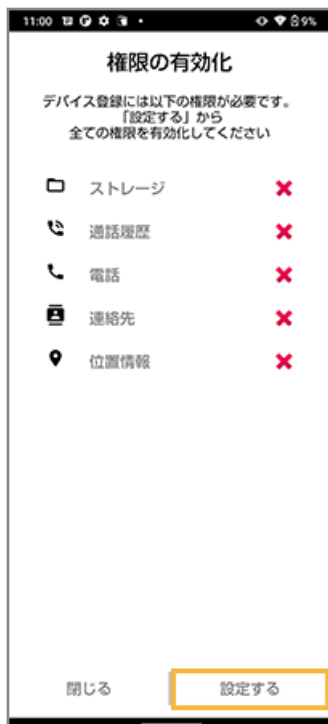 11:00
9%
権限の有効化
デバイス登録には以下の権限が必要です。
「設定する」から
全ての権限を有効化してください
ストレージ
通話履歴
電話
連絡先
位置情報
閉じる
設定する